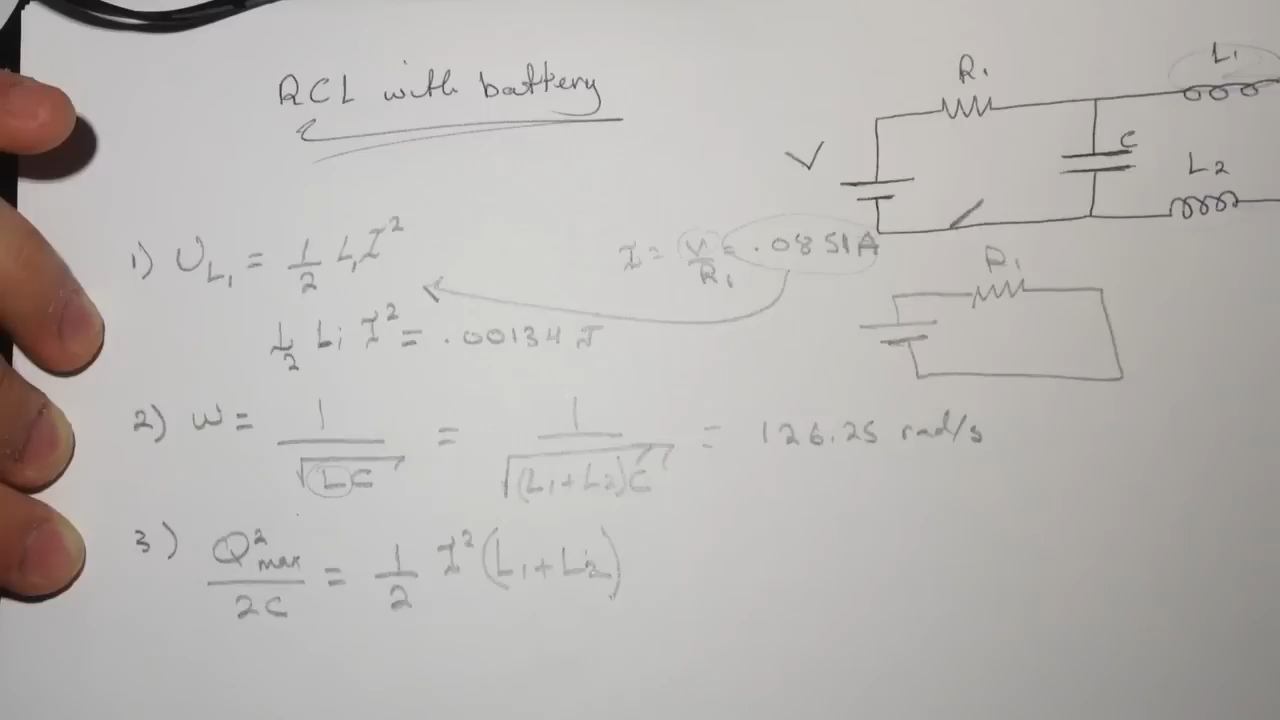 RCL with battery
R₁
L₁
V
C
L2
1) U_L₁ = 1/2 L₁I²
I = V/R₁ = .0851A
R₁
1/2 L₁ I² = .00134 J
2) ω = 1/√(LC) = 1/√((L₁+L2)C) = 126.25 rad/s
3) Q²max/2C = 1/2 I² (L₁+L2)